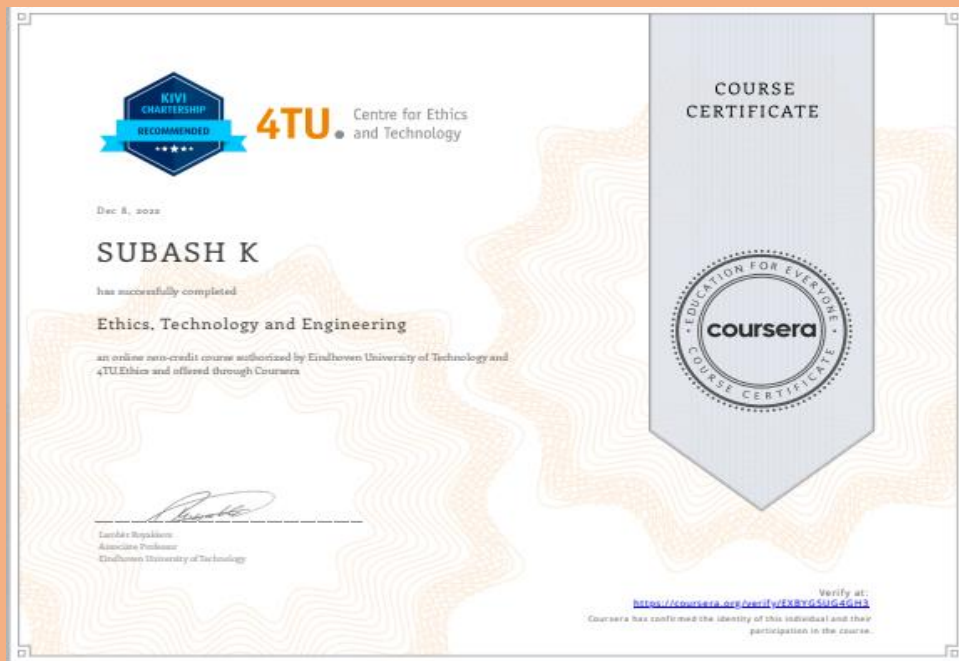 KIVI
CHARTERSHIP
RECOMMENDED
4TU.
Centre for Ethics
and Technology
COURSE
CERTIFICATE
Dec 8, 2022
SUBASH K
has successfully completed
Ethics, Technology and Engineering
an online non-credit course authorized by Eindhoven University of Technology and
4TU.Ethics and offered through Coursera
EDUCATION FOR EVERYONE
coursera
COURSE CERTIFICATE
Lambèr Royakkers
Associate Professor
Eindhoven University of Technology
Verify at:
https://coursera.org/verify/EXBYGSUG4GH3
Coursera has confirmed the identity of this individual and their
participation in the course.